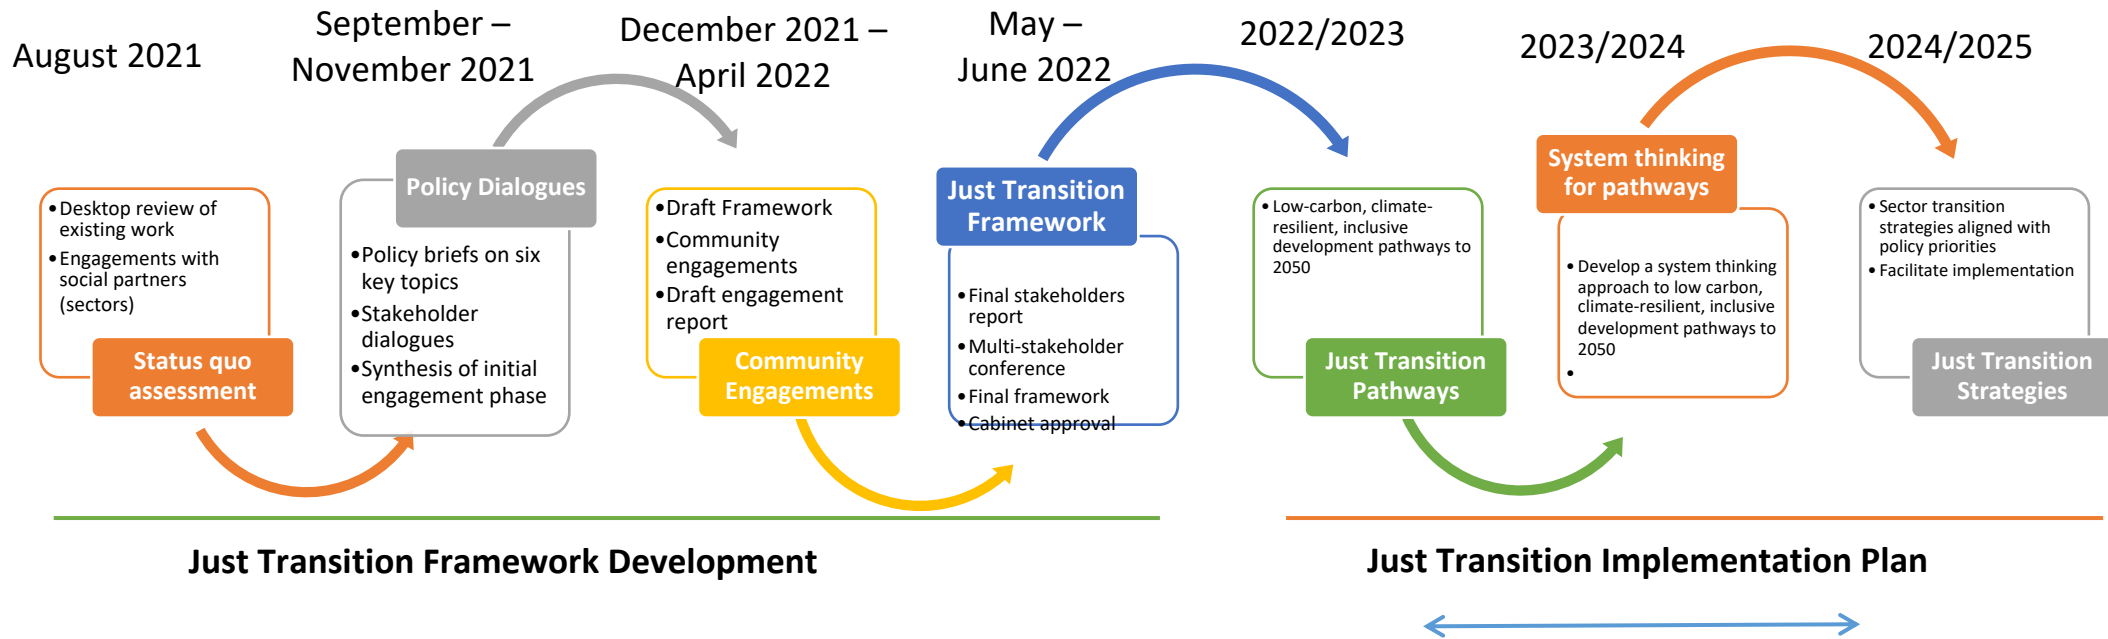 August 2021
September –
November 2021
December 2021 –
April 2022
May –
June 2022
2022/2023
2023/2024
2024/2025
•Desktop review of
existing work
•Engagements with
social partners
(sectors)
Status quo
assessment
Policy Dialogues
•Policy briefs on six
key topics
•Stakeholder
dialogues
•Synthesis of initial
engagement phase
•Draft Framework
•Community
engagements
•Draft engagement
report
Community
Engagements
Just Transition
Framework
•Final stakeholders
report
•Multi-stakeholder
conference
•Final framework
•Cabinet approval
• Low-carbon, climate-
resilient, inclusive
development pathways to
2050
Just Transition
Pathways
System thinking
for pathways
• Develop a system thinking
approach to low carbon,
climate-resilient, inclusive
development pathways to
2050
•
• Sector transition
strategies aligned with
policy priorities
• Facilitate implementation
Just Transition
Strategies
Just Transition Framework Development
Just Transition Implementation Plan